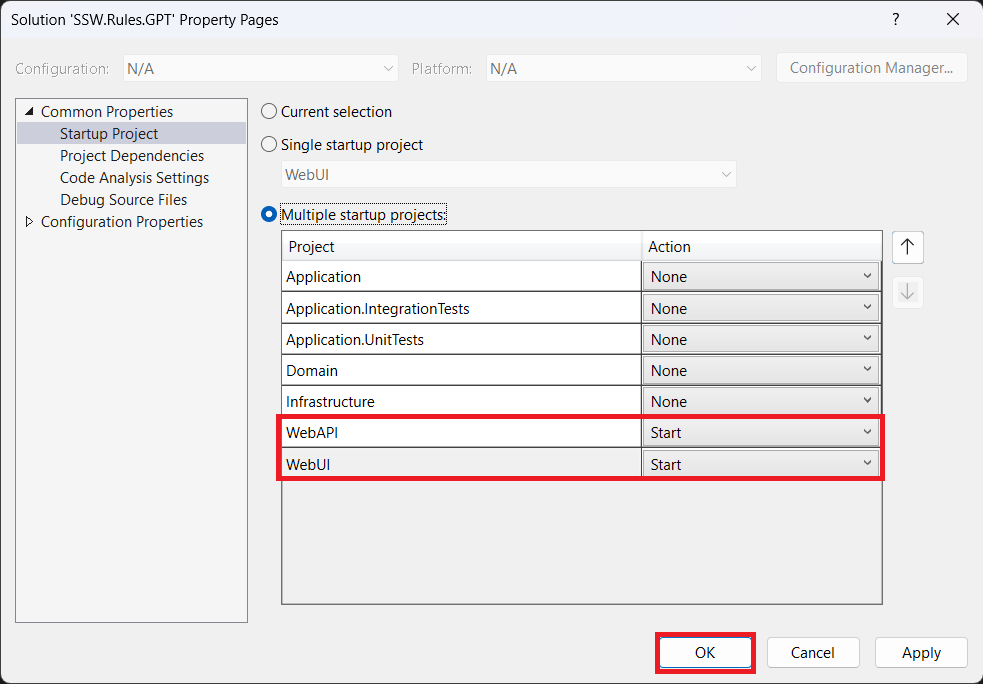 Solution 'SSW.Rules.GPT' Property Pages ?
Configuration: N/A Platform: N/A Configuration Manager...
Common Properties
Startup Project
Project Dependencies
Code Analysis Settings
Debug Source Files
Configuration Properties
Current selection
Single startup project
WebUI
Multiple startup projects:
Project Action
Application None
Application.IntegrationTests None
Application.UnitTests None
Domain None
Infrastructure None
WebAPI Start
WebUI Start
OK Cancel Apply